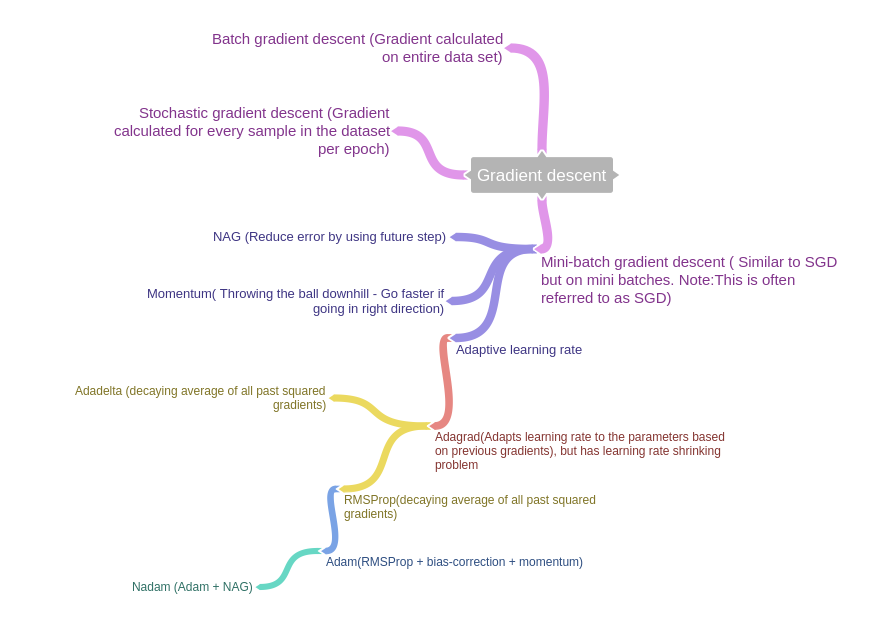 Batch gradient descent (Gradient calculated
on entire data set)
Stochastic gradient descent (Gradient
calculated for every sample in the dataset
per epoch)
Gradient descent
NAG (Reduce error by using future step)
Mini-batch gradient descent ( Similar to SGD
but on mini batches. Note:This is often
referred to as SGD)
Momentum( Throwing the ball downhill - Go faster if
going in right direction)
Adaptive learning rate
Adadelta (decaying average of all past squared
gradients)
Adagrad(Adapts learning rate to the parameters based
on previous gradients), but has learning rate shrinking
problem
RMSProp(decaying average of all past squared
gradients)
Adam(RMSProp + bias-correction + momentum)
Nadam (Adam + NAG)